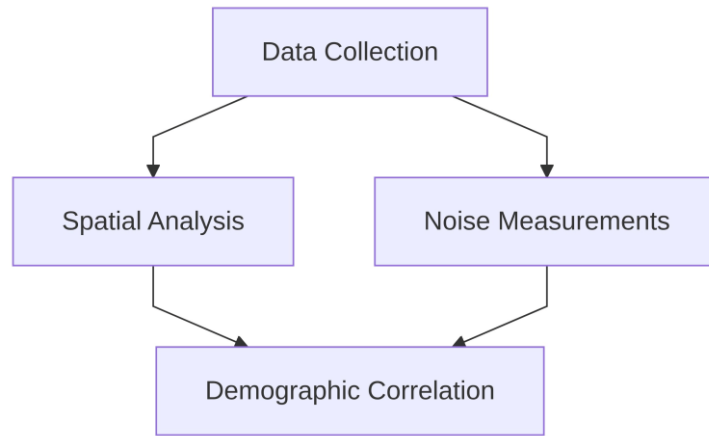 Data Collection
Spatial Analysis
Noise Measurements
Demographic Correlation